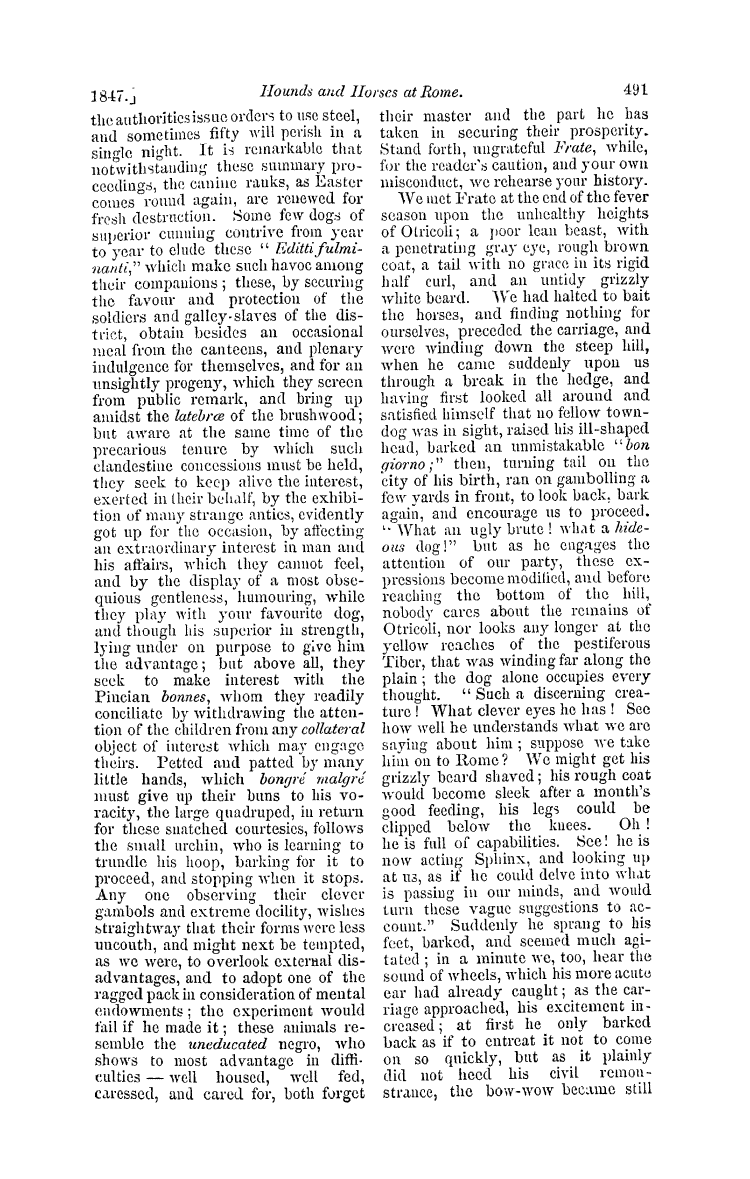 1847.] Hounds and Horses at Rome. 491
the authorities issue orders to use steel,
and sometimes fifty will perish in a
single night. It is remarkable that
notwithstanding these summary pro-
ceedings, the canine ranks, as Easter
comes round again, are renewed for
fresh destruction. Some few dogs of
superior cunning contrive from year
to year to elude these “ Editti fulmi-
nanti,” which make such havoc among
their companions ; these, by securing
the favour and protection of the
soldiers and galley-slaves of the dis-
trict, obtain besides an occasional
meal from the canteens, and plenary
indulgence for themselves, and for an
unsightly progeny, which they screen
from public remark, and bring up
amidst the latebræ of the brushwood ;
but aware at the same time of the
precarious tenure by which such
clandestine concessions must be held,
they seek to keep alive the interest,
exerted in their behalf, by the exhibi-
tion of many strange antics, evidently
got up for the occasion, by affecting
an extraordinary interest in man and
his affairs, which they cannot feel,
and by the display of a most obse-
quious gentleness, humouring, while
they play with your favourite dog,
and though his superior in strength,
lying under on purpose to give him
the advantage ; but above all, they
seek to make interest with the
Pincian bonnes, whom they readily
conciliate by withdrawing the atten-
tion of the children from any collateral
object of interest which may engage
theirs. Petted and patted by many
little hands, which bongré malgré
must give up their buns to his vo-
racity, the large quadruped, in return
for these snatched courtesies, follows
the small urchin, who is learning to
trundle his hoop, barking for it to
proceed, and stopping when it stops.
Any one observing their clever
gambols and extreme docility, wishes
straightway that their forms were less
uncouth, and might next be tempted,
as we were, to overlook external dis-
advantages, and to adopt one of the
ragged pack in consideration of mental
endowments ; the experiment would
fail if he made it ; these animals re-
semble the uneducated negro, who
shows to most advantage in diffi-
culties — well housed, well fed,
caressed, and cared for, both forget
their master and the part he has
taken in securing their prosperity.
Stand forth, ungrateful Frate, while,
for the reader's caution, and your own
misconduct, we rehearse your history.
We met Frate at the end of the fever
season upon the unhealthy heights
of Otricoli ; a poor lean beast, with
a penetrating gray eye, rough brown
coat, a tail with no grace in its rigid
half curl, and an untidy grizzly
white beard. We had halted to bait
the horses, and finding nothing for
ourselves, preceded the carriage, and
were winding down the steep hill,
when he came suddenly upon us
through a break in the hedge, and
having first looked all around and
satisfied himself that no fellow town-
dog was in sight, raised his ill-shaped
head, barked an unmistakable “bon
giorno ;” then, turning tail on the
city of his birth, ran on gambolling a
few yards in front, to look back, bark
again, and encourage us to proceed.
“ What an ugly brute ! what a hide-
ous dog !” but as he engages the
attention of our party, these ex-
pressions become modified, and before
reaching the bottom of the hill,
nobody cares about the remains of
Otricoli, nor looks any longer at the
yellow reaches of the pestiferous
Tiber, that was winding far along the
plain ; the dog alone occupies every
thought. “ Such a discerning crea-
ture ! What clever eyes he has ! See
how well he understands what we are
saying about him ; suppose we take
him on to Rome ? We might get his
grizzly beard shaved ; his rough coat
would become sleek after a month's
good feeding, his legs could be
clipped below the knees. Oh !
he is full of capabilities. See! he is
now acting Sphinx, and looking up
at us, as if he could delve into what
is passing in our minds, and would
turn these vague suggestions to ac-
count.” Suddenly he sprang to his
feet, barked, and seemed much agi-
tated ; in a minute we, too, hear the
sound of wheels, which his more acute
ear had already caught ; as the car-
riage approached, his excitement in-
creased ; at first he only barked
back as if to entreat it not to come
on so quickly, but as it plainly
did not heed his civil remon-
strance, the bow-wow became still